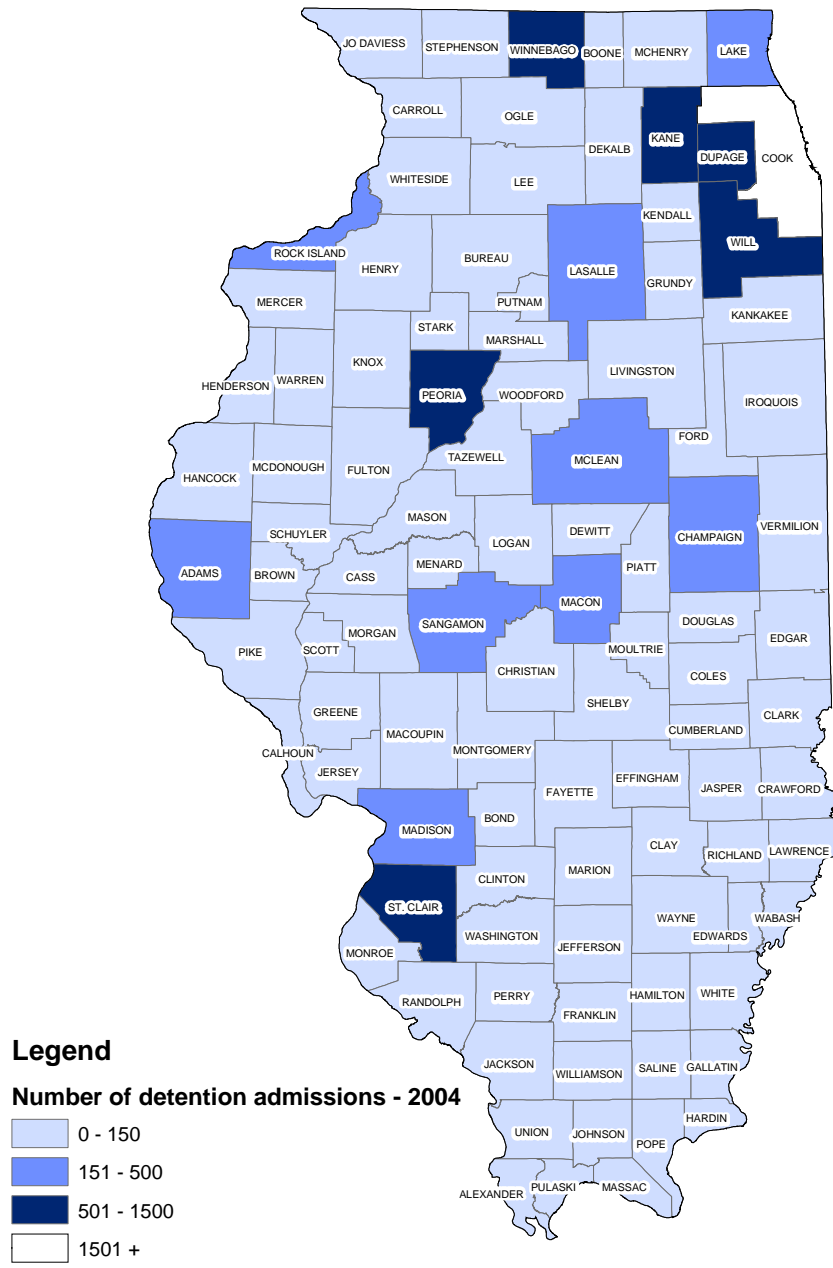 JO DAVIESS
STEPHENSON
WINNEBAGO
BOONE
MCHENRY
LAKE
CARROLL
OGLE
DEKALB
KANE
DUPAGE
COOK
WHITESIDE
LEE
KENDALL
WILL
ROCK ISLAND
HENRY
BUREAU
LASALLE
GRUNDY
MERCER
PUTNAM
KANKAKEE
STARK
MARSHALL
HENDERSON
WARREN
KNOX
PEORIA
WOODFORD
LIVINGSTON
IROQUOIS
FORD
HANCOCK
MCDONOUGH
FULTON
TAZEWELL
MCLEAN
SCHUYLER
MASON
LOGAN
DEWITT
CHAMPAIGN
VERMILION
ADAMS
BROWN
CASS
MENARD
PIATT
MACON
PIKE
SCOTT
MORGAN
SANGAMON
CHRISTIAN
MOULTRIE
DOUGLAS
EDGAR
COLES
SHELBY
GREENE
MACOUPIN
MONTGOMERY
CUMBERLAND
CLARK
CALHOUN
JERSEY
FAYETTE
EFFINGHAM
JASPER
CRAWFORD
MADISON
BOND
CLAY
RICHLAND
LAWRENCE
CLINTON
MARION
ST. CLAIR
WAYNE
EDWARDS
WABASH
MONROE
WASHINGTON
JEFFERSON
RANDOLPH
PERRY
HAMILTON
WHITE
FRANKLIN
JACKSON
WILLIAMSON
SALINE
GALLATIN
UNION
JOHNSON
POPE
HARDIN
ALEXANDER
PULASKI
MASSAC
Legend
Number of detention admissions - 2004
0 - 150
151 - 500
501 - 1500
1501 +